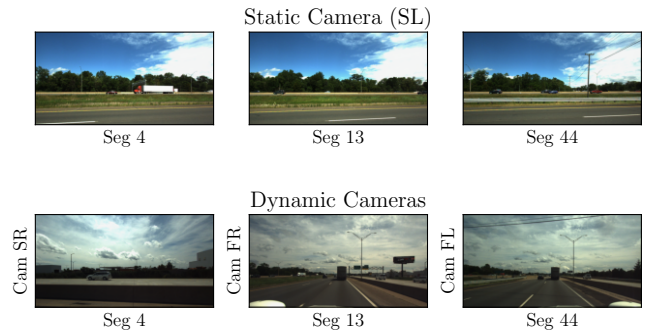 Static Camera (SL)
Seg 4
Seg 13
Seg 44
Dynamic Cameras
Cam SR
Cam FR
Cam FL
Seg 4
Seg 13
Seg 44